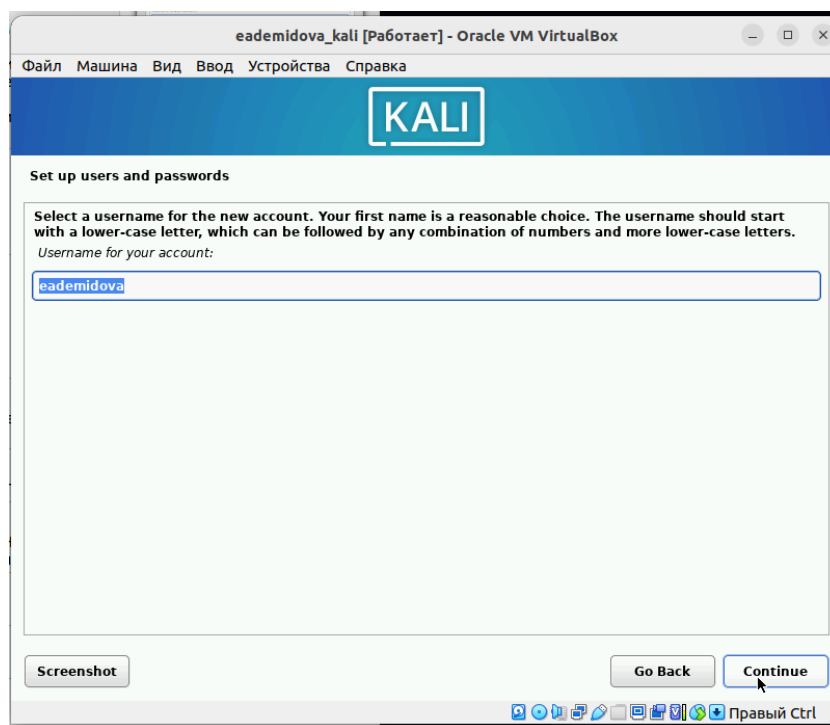 eademidova_kali [Работает] - Oracle VM VirtualBox
Файл Машина Вид Ввод Устройства Справка
KALI
Set up users and passwords
Select a username for the new account. Your first name is a reasonable choice. The username should start
with a lower-case letter, which can be followed by any combination of numbers and more lower-case letters.
Username for your account:
eademidova
Screenshot
Go Back
Continue
Правый Ctrl